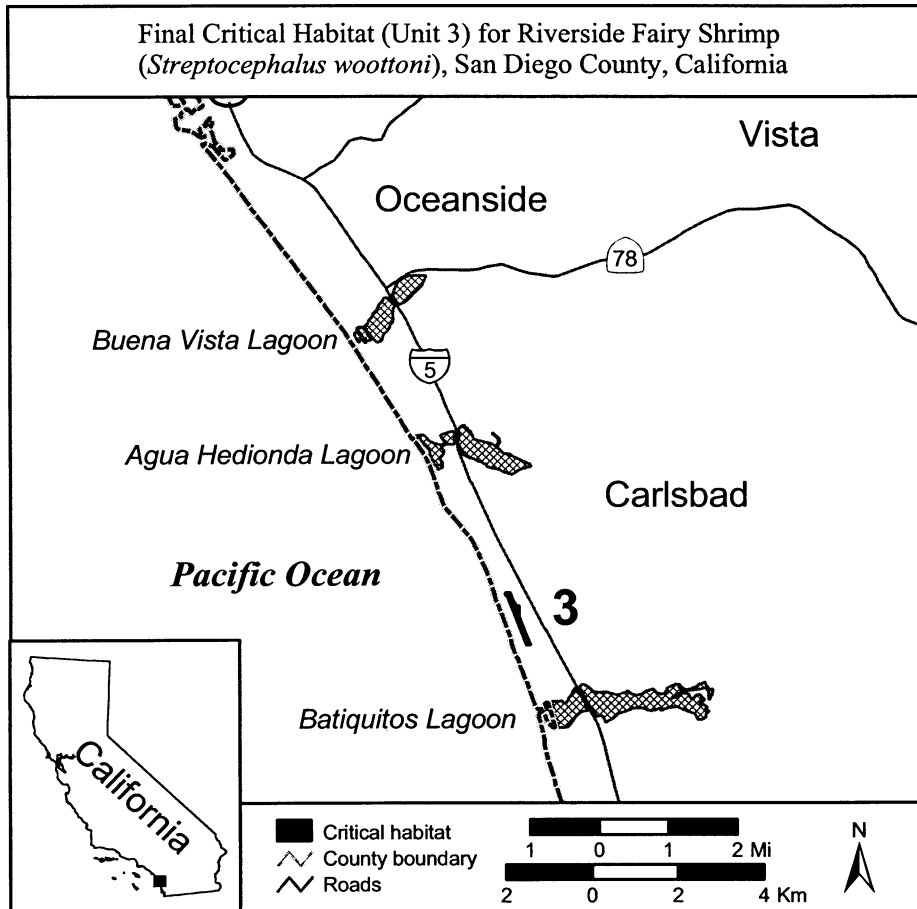 Final Critical Habitat (Unit 3) for Riverside Fairy Shrimp
(Streptocephalus woottoni), San Diego County, California
Vista
Oceanside
78
Buena Vista Lagoon
5
Agua Hedionda Lagoon
Carlsbad
Pacific Ocean
3
Batiquitos Lagoon
California
Critical habitat
County boundary
Roads
1 0 1 2 Mi
2 0 2 4 Km
N